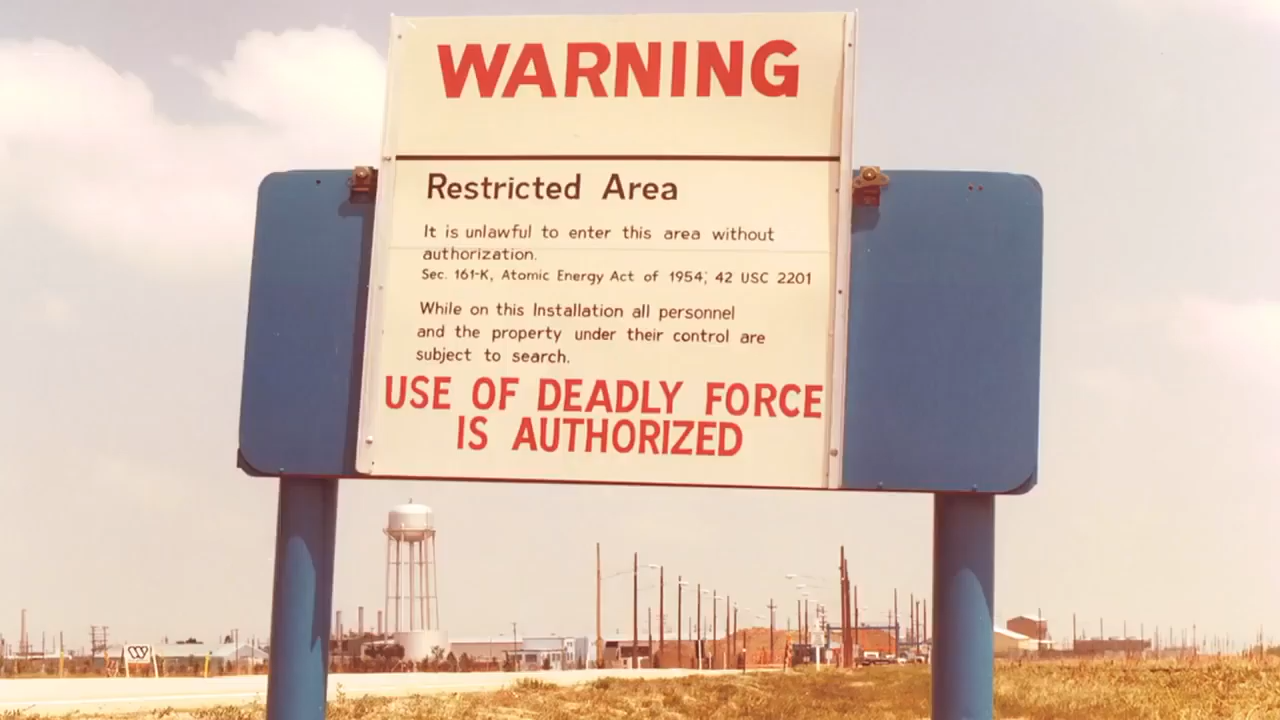 WARNING
Restricted Area
It is unlawful to enter this area without
authorization.
Sec. 161-K, Atomic Energy Act of 1954; 42 USC 2201
While on this Installation all personnel
and the property under their control are
subject to search.
USE OF DEADLY FORCE
IS AUTHORIZED